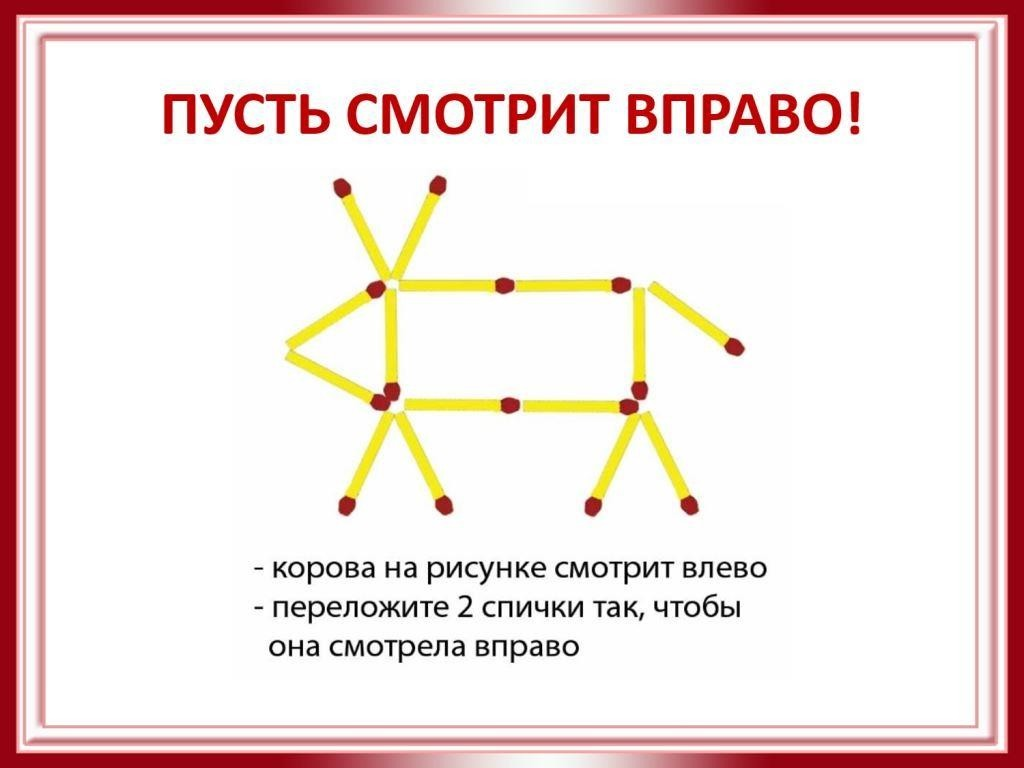 ПУСТЬ СМОТРИТ ВПРАВО!
- корова на рисунке смотрит влево
- переложите 2 спички так, чтобы
она смотрела вправо